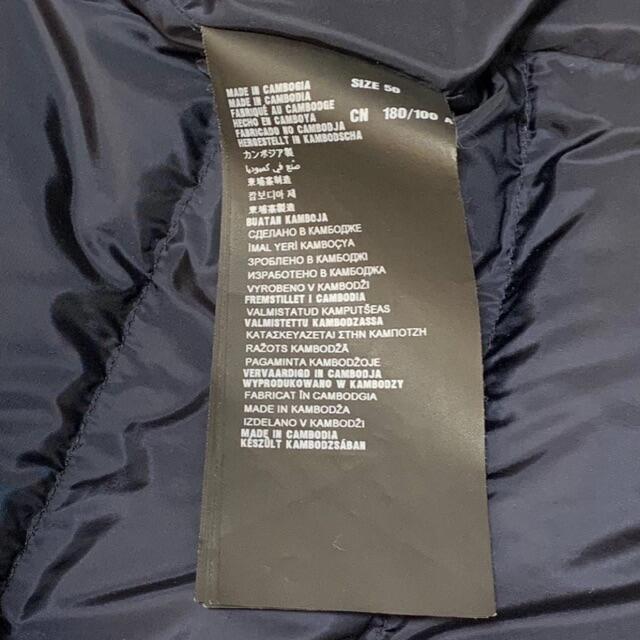 MADE IN CAMBOGIA
MADE IN CAMBODIA
FABRIQUE IN CAMBODGE
HECHO EN CAMBOYA
FABRICADO NO CAMBODJA
HERGESTELLT IN KAMBODSCHA
カンボジア製
صنع في كمبوديا
柬埔寨制造
캄보디아 제
柬埔寨製造
BUATAN KAMBOJA
СДЕЛАНО В КАМБОДЖЕ
İMAL YERİ KAMBOÇYA
ЗРОБЛЕНО В КАМБОДЖІ
ИЗРАБОТЕНО В КАМБОДЖА
VYROBENO V KAMBODŽI
FREMSTILLET I CAMBODIA
VALMISTATUD KAMPUTŠEAS
VALMISTETTU KAMBODZASSA
ΚΑΤΑΣΚΕΥΑΖΕΤΑΙ ΣΤΗΝ ΚΑΜΠΟΤΖΗ
RAŽOTS KAMBODŽĀ
PAGAMINTA KAMBODŽOJE
VERVAARDIGD IN CAMBODJA
WYPRODUKOWANO W KAMBODZY
FABRICAT ÎN CAMBODGIA
MADE IN KAMBODŽA
IZDELANO V KAMBODŽI
MADE IN CAMBODIA
KÉSZÜLT KAMBODZSÁBAN
SIZE 50
CN 180/100 A